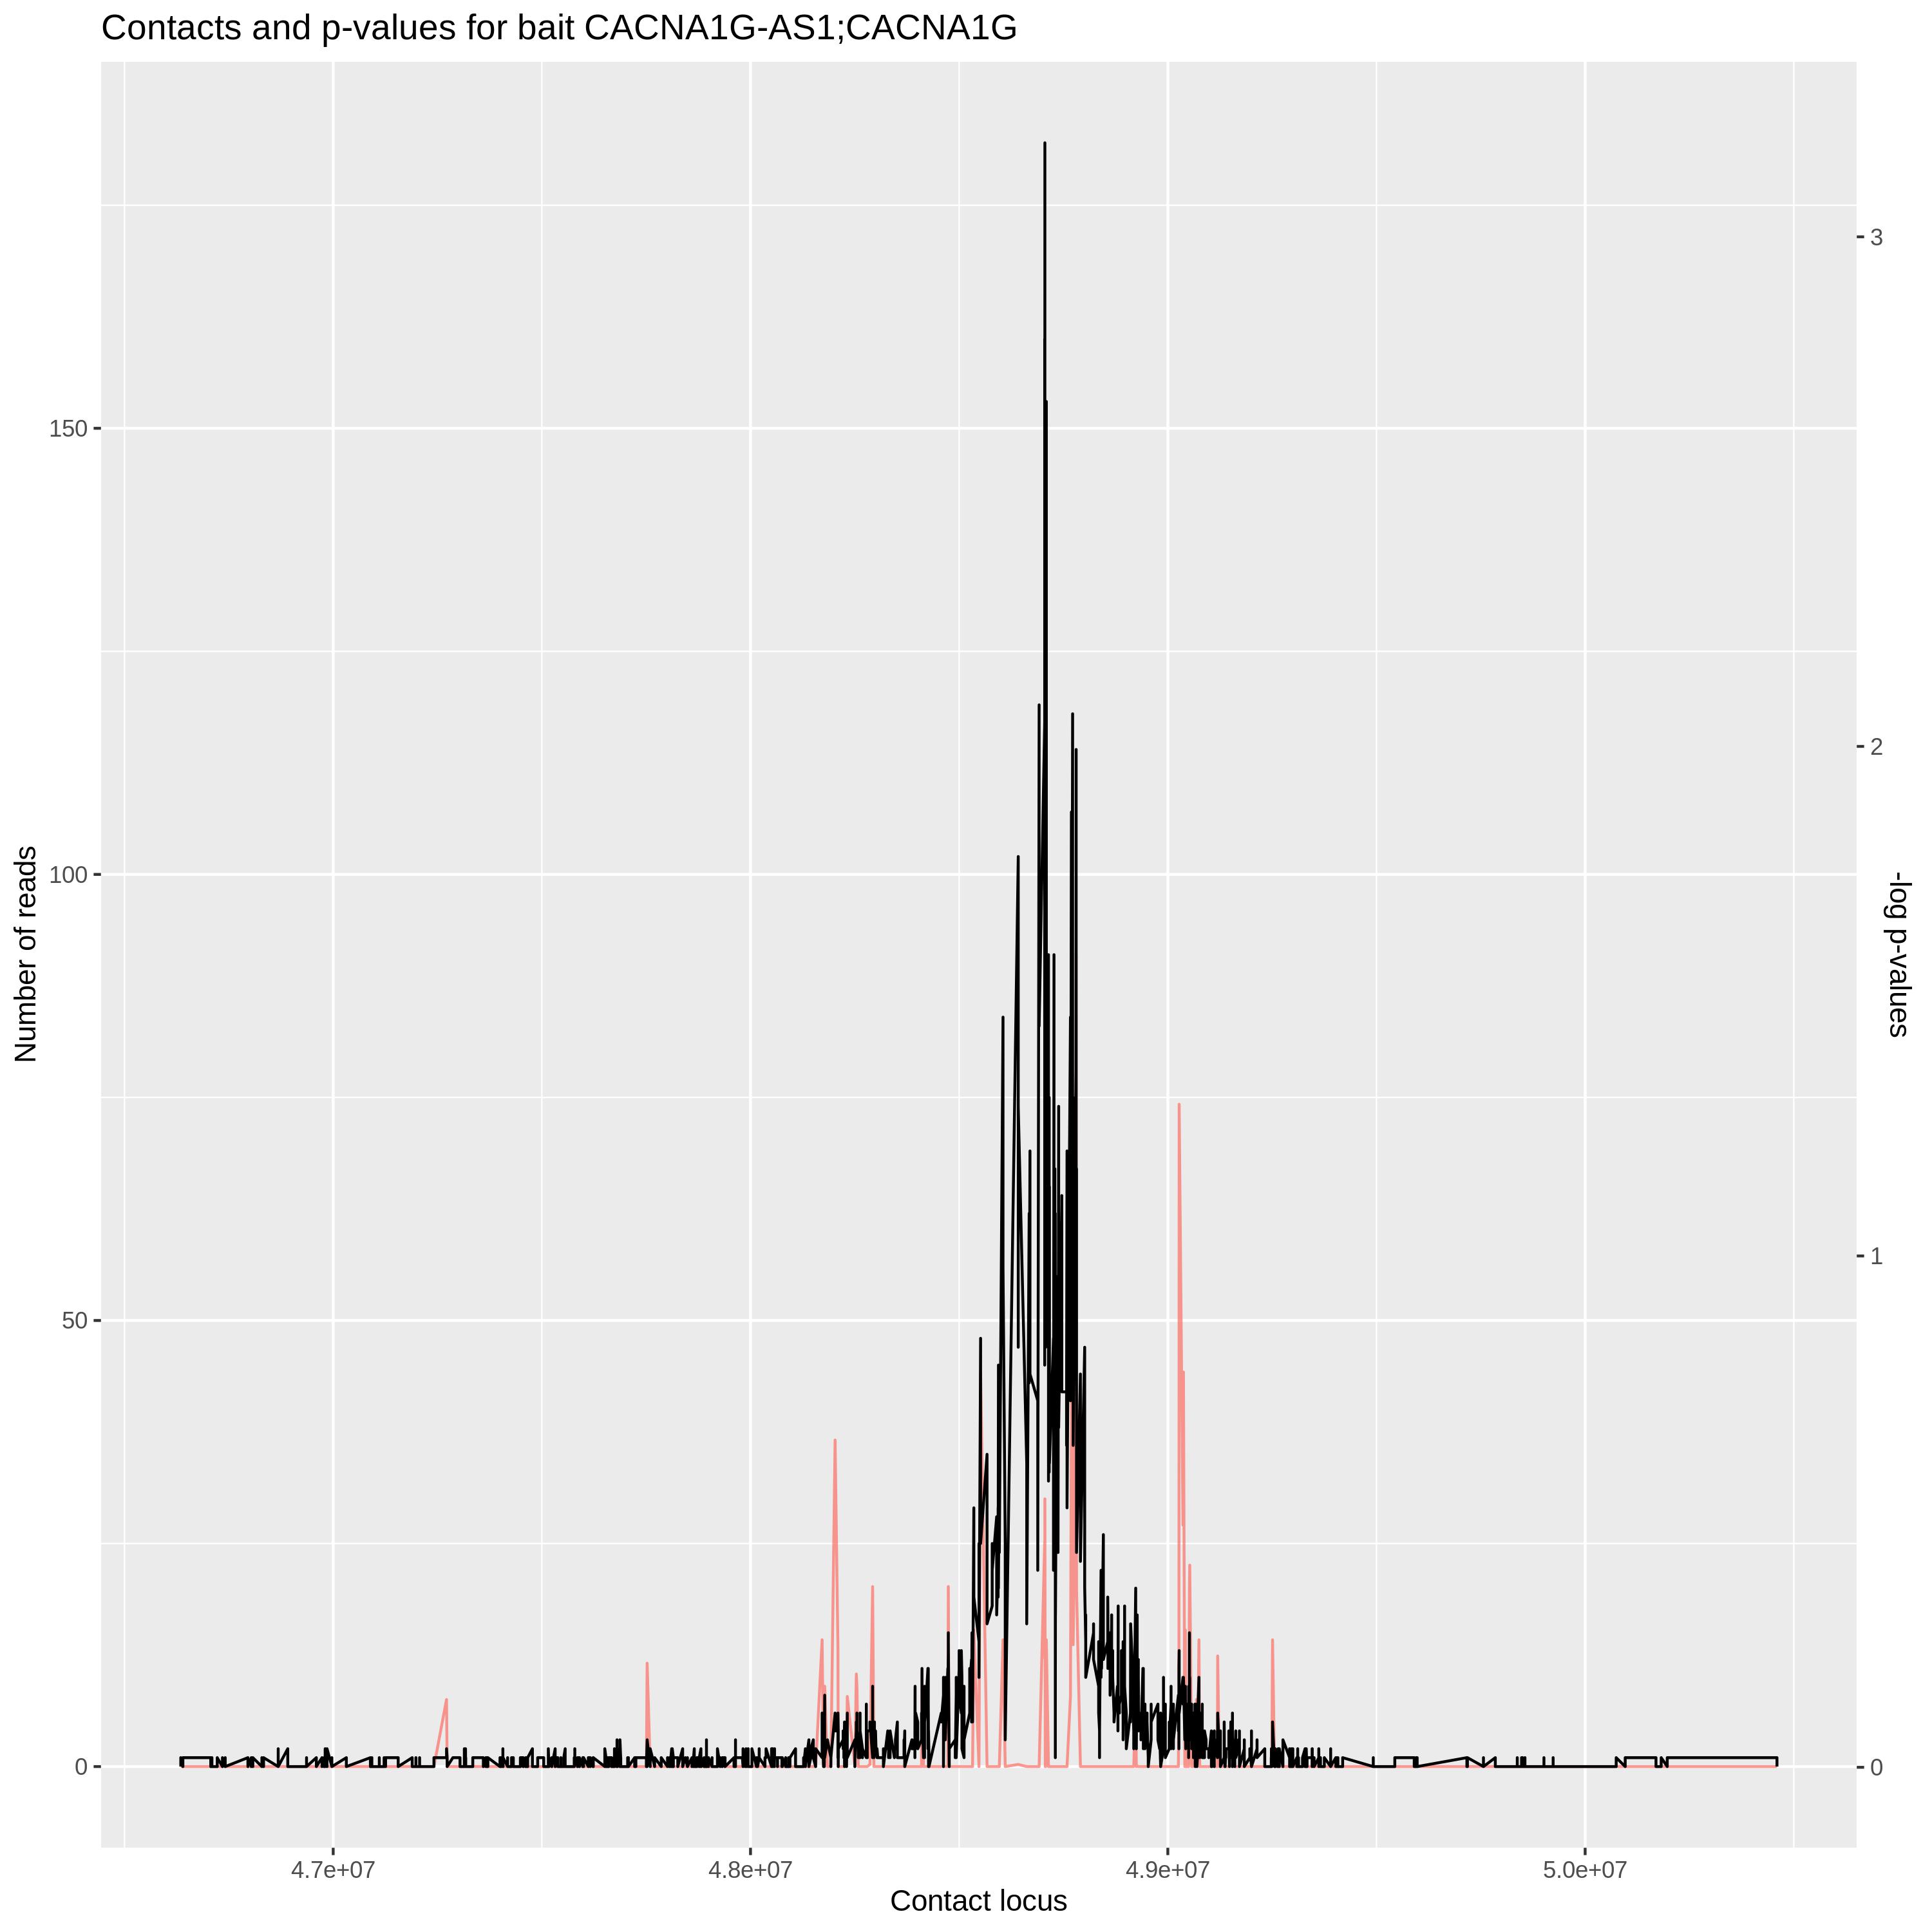 Contacts and p-values for bait CACNA1G-AS1;CACNA1G
Number of reads
150
100
50
0
3
2
1
0
-log p-values
4.7e+07
4.8e+07
4.9e+07
5.0e+07
Contact locus